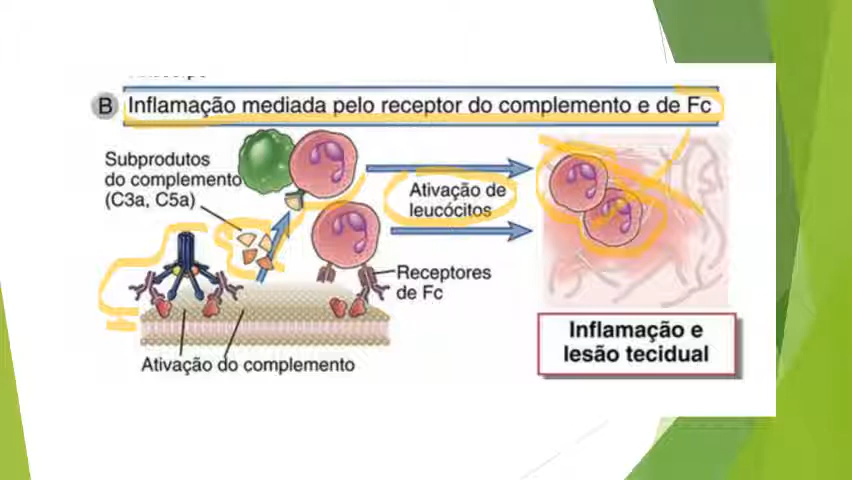 B Inflamação mediada pelo receptor do complemento e de Fc
Subprodutos
do complemento
(C3a, C5a)
Ativação de
leucócitos
Receptores
de Fc
Ativação do complemento
Inflamação e
lesão tecidual